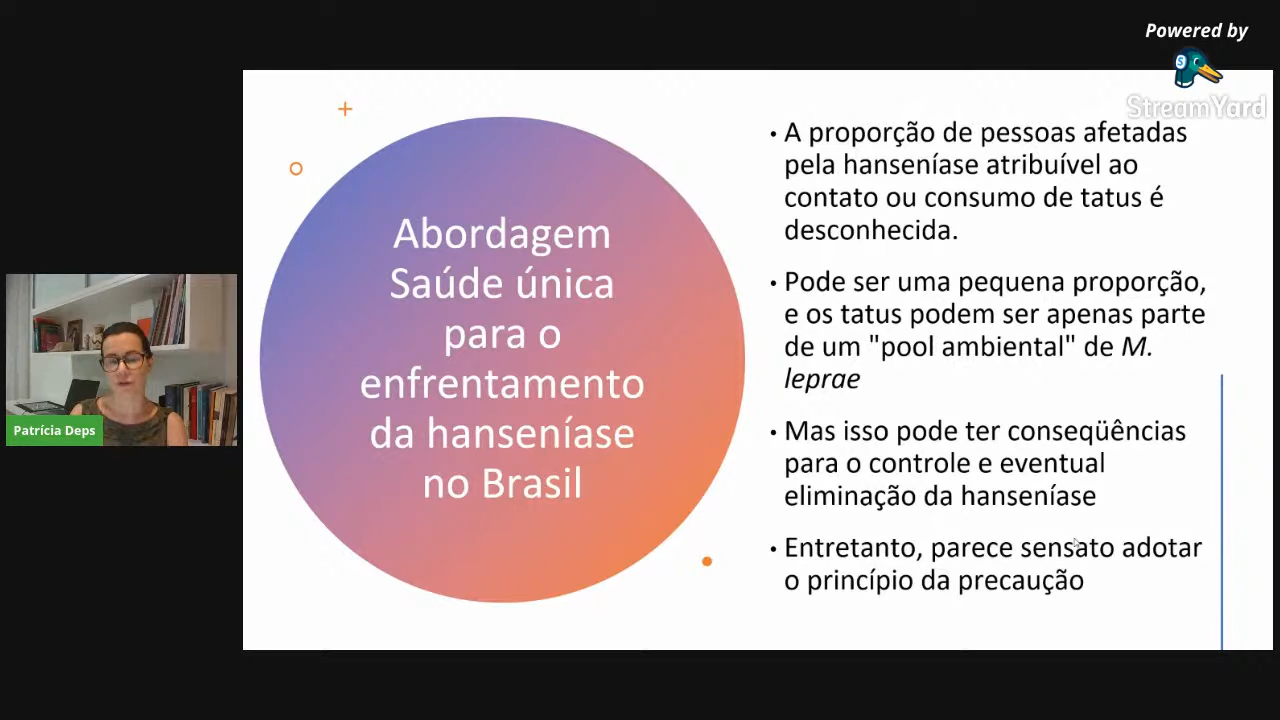 Powered by
StreamYard
Abordagem
Saúde única
para o
enfrentamento
da hanseníase
no Brasil
• A proporção de pessoas afetadas
pela hanseníase atribuível ao
contato ou consumo de tatus é
desconhecida.
• Pode ser uma pequena proporção,
e os tatus podem ser apenas parte
de um "pool ambiental" de M.
leprae
• Mas isso pode ter conseqüências
para o controle e eventual
eliminação da hanseníase
• Entretanto, parece sensato adotar
o princípio da precaução
Patrícia Deps